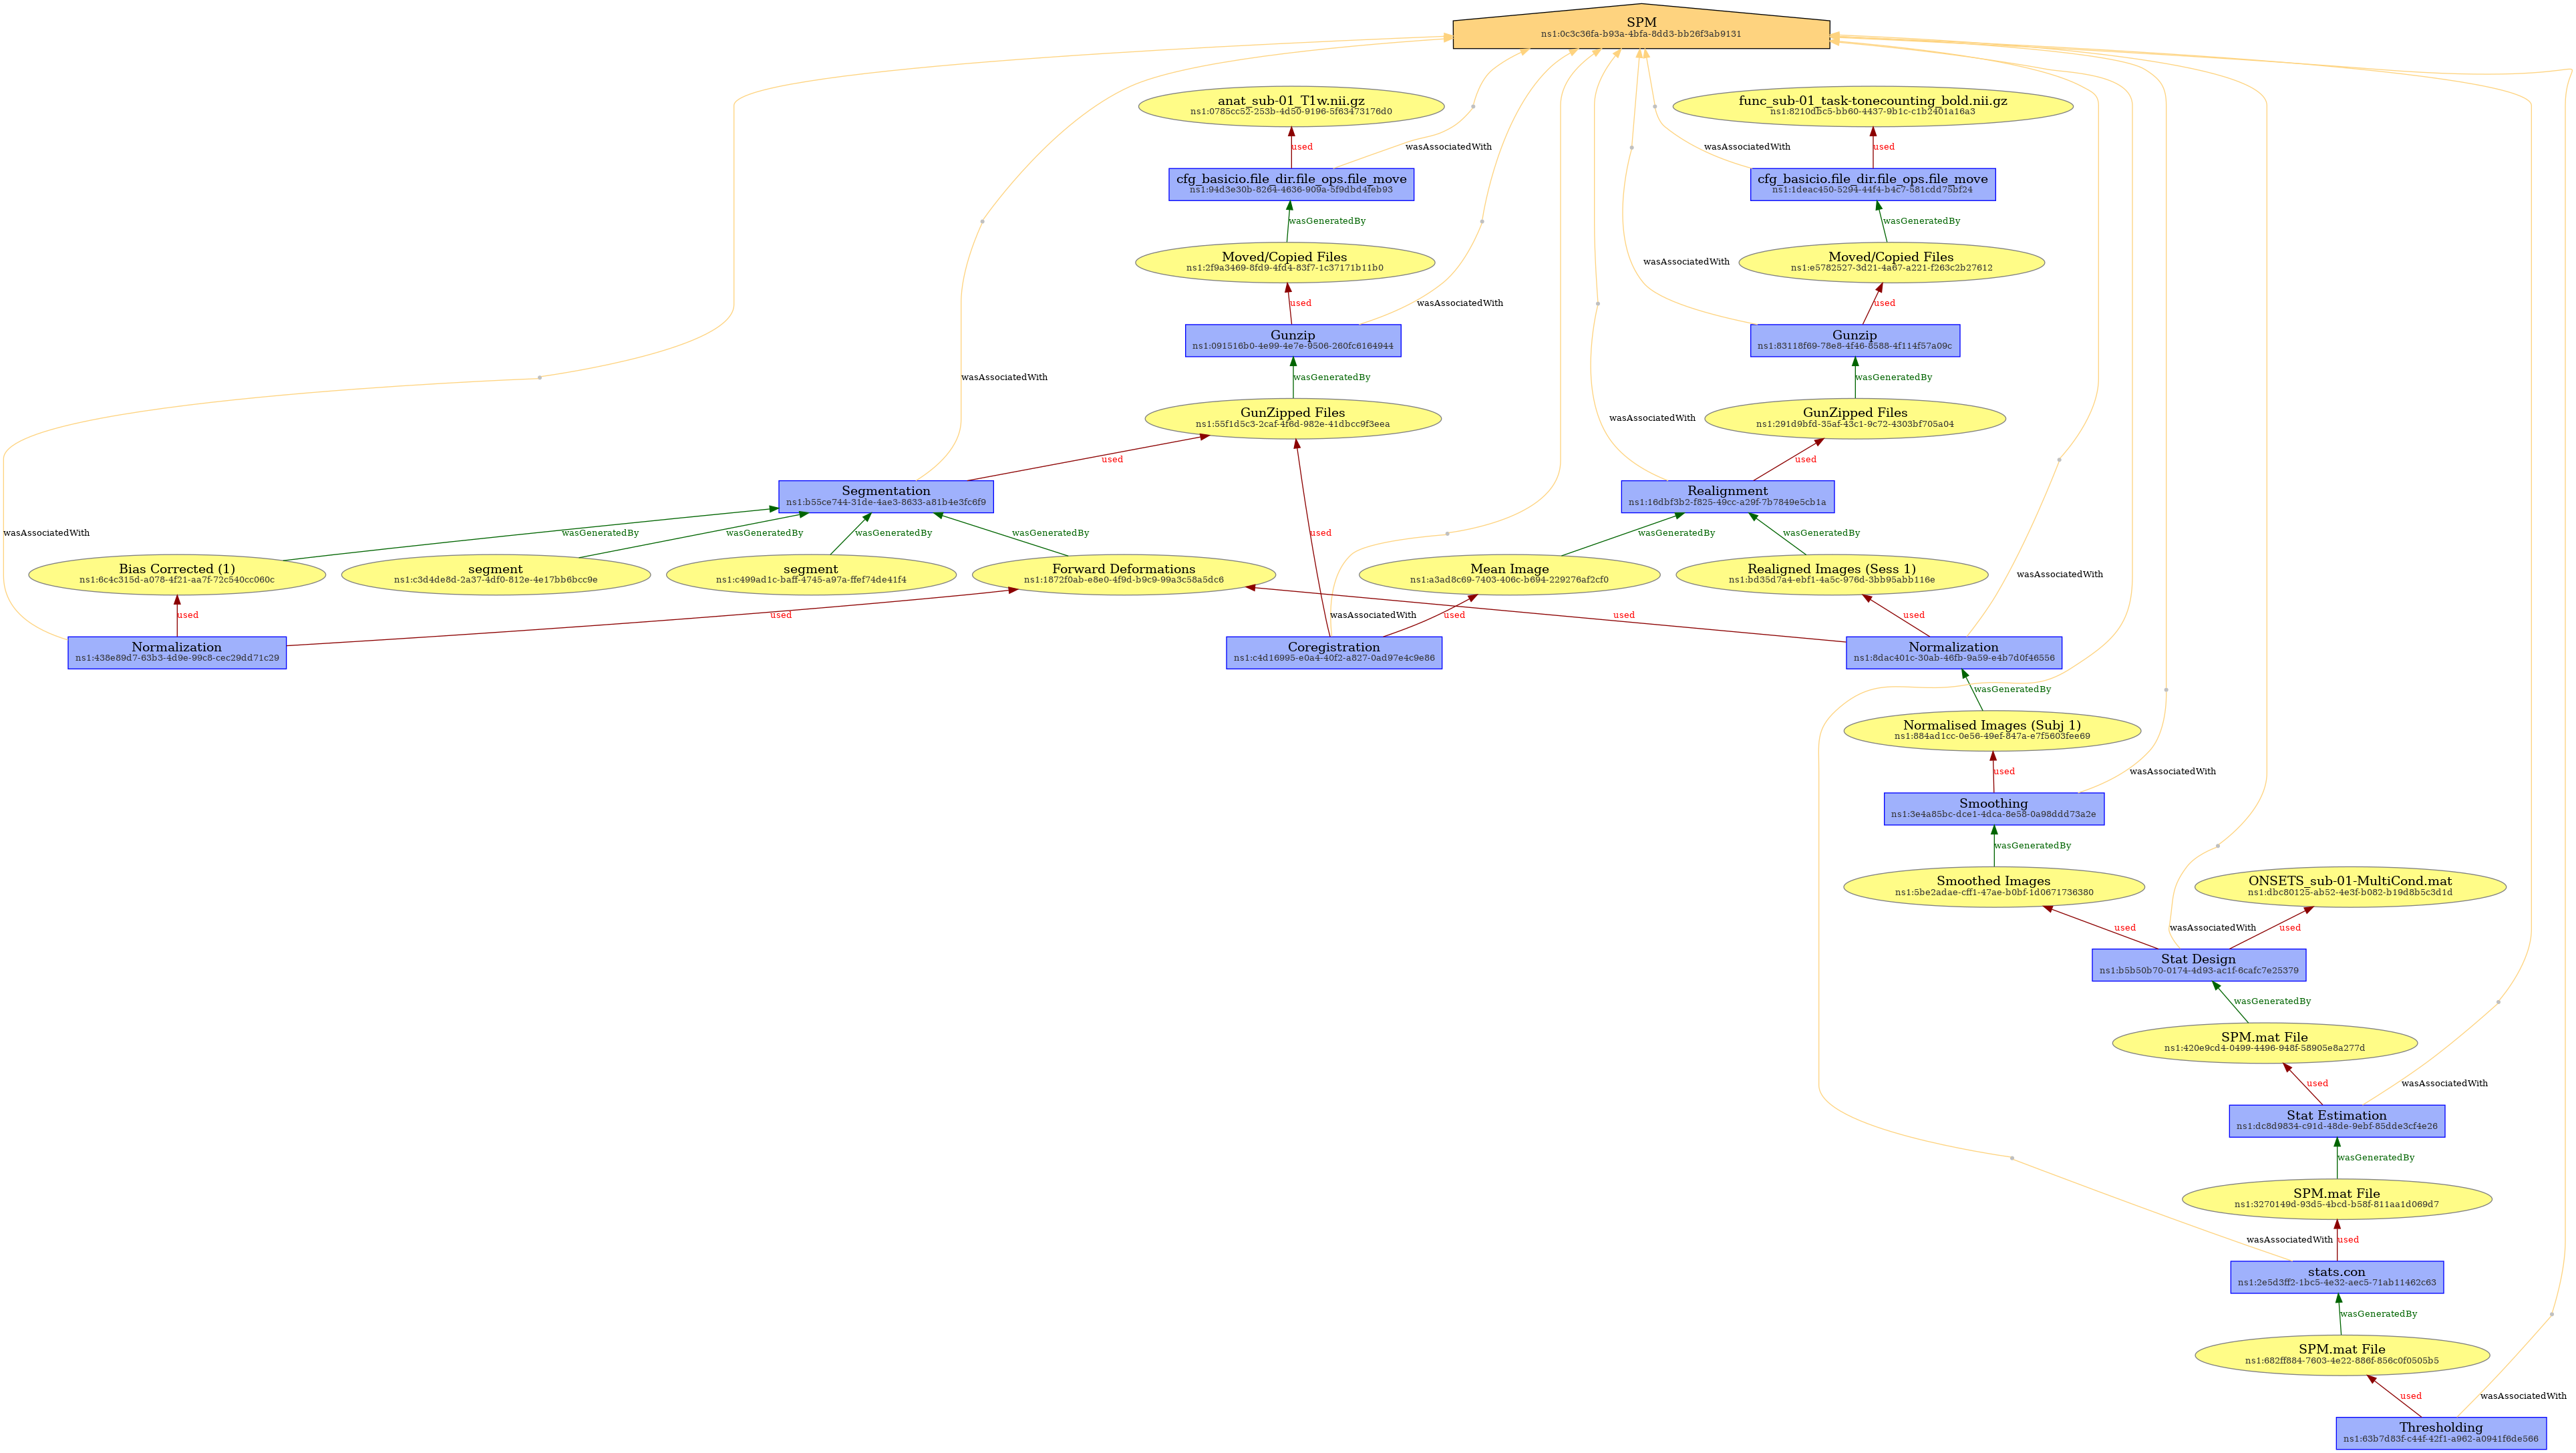 SPM
ns1:0c3c36fa-b93a-4bfa-8dd3-bb26f3ab9131
anat_sub-01_T1w.nii.gz
ns1:0785cc52-253b-4d50-9196-5f63473176d0
func_sub-01_task-tonecounting_bold.nii.gz
ns1:8210dbc5-bb60-4437-9b1c-c1b2401a16a3
used
wasAssociatedWith
wasAssociatedWith
used
cfg_basicio.file_dir.file_ops.file_move
ns1:94d3e30b-8264-4636-909a-5f9dbd4feb93
cfg_basicio.file_dir.file_ops.file_move
ns1:1deac450-5294-44f4-b4c7-581cdd75bf24
wasGeneratedBy
wasGeneratedBy
Moved/Copied Files
ns1:2f9a3469-8fd9-4fd4-83f7-1c37171b11b0
Moved/Copied Files
ns1:e5782527-3d21-4a67-a221-f263c2b27612
wasAssociatedWith
used
wasAssociatedWith
used
Gunzip
ns1:091516b0-4e99-4e7e-9506-260fc6164944
Gunzip
ns1:83118f69-78e8-4f46-8588-4f114f57a09c
wasAssociatedWith
wasGeneratedBy
wasGeneratedBy
GunZipped Files
ns1:55f1d5c3-2caf-4f6d-982e-41dbcc9f3eea
GunZipped Files
ns1:291d9bfd-35af-43c1-9c72-4303bf705a04
wasAssociatedWith
used
used
Segmentation
ns1:b55ce744-31de-4ae3-8633-a81b4e3fc6f9
Realignment
ns1:16dbf3b2-f825-49cc-a29f-7b7849e5cb1a
wasAssociatedWith
wasGeneratedBy
wasGeneratedBy
wasGeneratedBy
wasGeneratedBy
used
wasGeneratedBy
wasGeneratedBy
Bias Corrected (1)
ns1:6c4c315d-a078-4f21-aa7f-72c540cc060c
segment
ns1:c3d4de8d-2a37-4df0-812e-4e17bb6bcc9e
segment
ns1:c499ad1c-baff-4745-a97a-ffef74de41f4
Forward Deformations
ns1:1872f0ab-e8e0-4f9d-b9c9-99a3c58a5dc6
Mean Image
ns1:a3ad8c69-7403-406c-b694-229276af2cf0
Realigned Images (Sess 1)
ns1:bd35d7a4-ebf1-4a5c-976d-3bb95abb116e
wasAssociatedWith
used
used
wasAssociatedWith
used
used
used
Normalization
ns1:438e89d7-63b3-4d9e-99c8-cec29dd71c29
Coregistration
ns1:c4d16995-e0a4-40f2-a827-0ad97e4c9e86
Normalization
ns1:8dac401c-30ab-46fb-9a59-e4b7d0f46556
wasGeneratedBy
Normalised Images (Subj 1)
ns1:884ad1cc-0e56-49ef-847a-e7f5603fee69
used
wasAssociatedWith
Smoothing
ns1:3e4a85bc-dce1-4dca-8e58-0a98ddd73a2e
wasGeneratedBy
Smoothed Images
ns1:5be2adae-cff1-47ae-b0bf-1d0671736380
ONSETS_sub-01-MultiCond.mat
ns1:dbc80125-ab52-4e3f-b082-b19d8b5c3d1d
used
wasAssociatedWith
used
Stat Design
ns1:b5b50b70-0174-4d93-ac1f-6cafc7e25379
wasGeneratedBy
SPM.mat File
ns1:420e9cd4-0499-4496-948f-58905e8a277d
used
wasAssociatedWith
Stat Estimation
ns1:dc8d9834-c91d-48de-9ebf-85dde3cf4e26
wasGeneratedBy
SPM.mat File
ns1:3270149d-93d5-4bcd-b58f-811aa1d069d7
wasAssociatedWith
used
stats.con
ns1:2e5d3ff2-1bc5-4e32-aec5-71ab11462c63
wasGeneratedBy
SPM.mat File
ns1:682ff884-7603-4e22-886f-856c0f0505b5
used
wasAssociatedWith
Thresholding
ns1:63b7d83f-c44f-42f1-a962-a0941f6de566